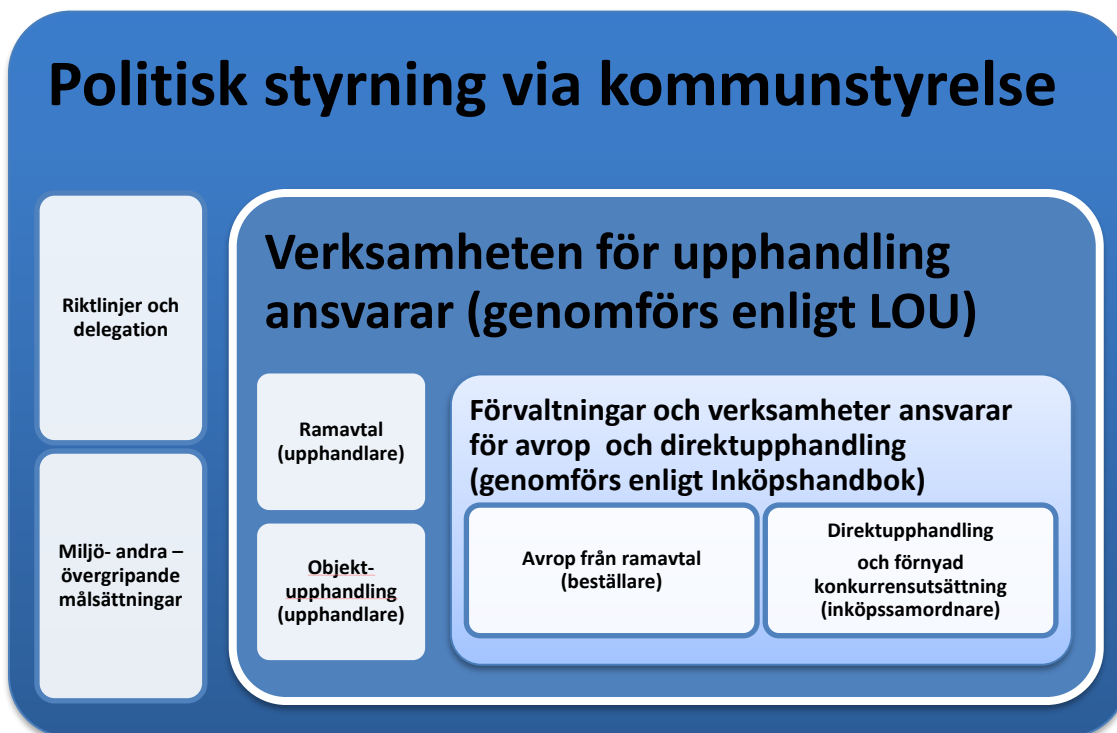 Politisk styrning via kommunstyrelse
Riktlinjer och
delegation
Miljö- andra –
övergripande
målsättningar
Verksamheten för upphandling
ansvarar (genomförs enligt LOU)
Ramavtal
(upphandlare)
Objekt-
upphandling
(upphandlare)
Förvaltningar och verksamheter ansvarar
för avrop  och direktupphandling
(genomförs enligt Inköpshandbok)
Avrop från ramavtal
(beställare)
Direktupphandling
och förnyad
konkurrensutsättning
(inköpssamordnare)